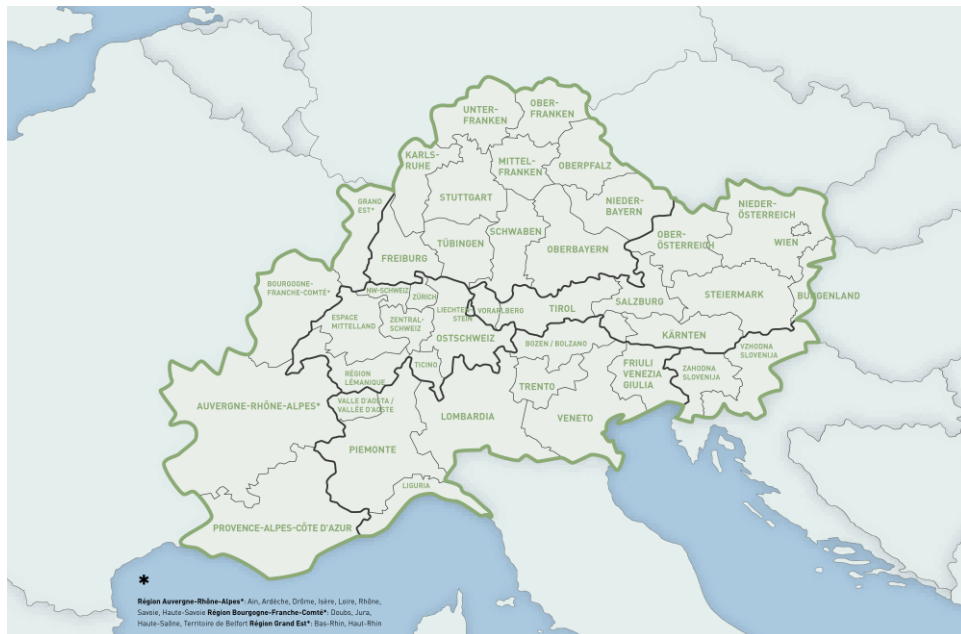 UNTER-
FRANKEN
OBER-
FRANKEN
KARLS-
RUHE
MITTEL-
FRANKEN
OBERPFALZ
GRAND
EST*
STUTTGART
NIEDER-
BAYERN
NIEDER-
ÖSTERREICH
SCHWABEN
TÜBINGEN
OBERBAYERN
OBER-
ÖSTERREICH
WIEN
FREIBURG
BOURGOGNE-
FRANCHE-COMTÉ*
NW-SCHWEIZ
ZÜRICH
STEIERMARK
BURGENLAND
LIECHTEN-
STEIN
VORARLBERG
TIROL
SALZBURG
ESPACE
MITTELLAND
ZENTRAL-
SCHWEIZ
OSTSCHWEIZ
KÄRNTEN
BOZEN / BOLZANO
VZHODNA
SLOVENIJA
TICINO
FRIULI
VENEZIA
GIULIA
ZAHODNA
SLOVENIJA
RÉGION
LÉMANIQUE
TRENTO
VALLE D'AOSTA /
VALLÉE D'AOSTE
AUVERGNE-RHÔNE-ALPES*
LOMBARDIA
VENETO
PIEMONTE
LIGURIA
PROVENCE-ALPES-CÔTE D'AZUR
*
Région Auvergne-Rhône-Alpes*: Ain, Ardèche, Drôme, Isère, Loire, Rhône,
Savoie, Haute-Savoie Région Bourgogne-Franche-Comté*: Doubs, Jura,
Haute-Saône, Territoire de Belfort Région Grand Est*: Bas-Rhin, Haut-Rhin